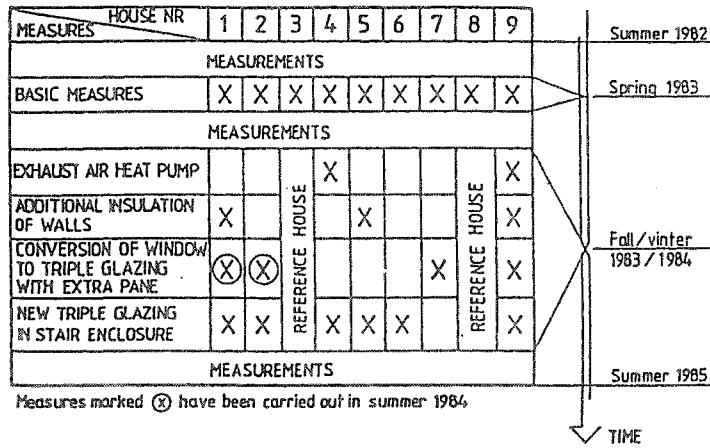 HOUSE NR
MEASURES 1 2 3 4 5 6 7 8 9
Summer 1982
MEASUREMENTS
BASIC MEASURES X X X X X X X X X
Spring 1983
MEASUREMENTS
EXHAUST AIR HEAT PUMP X X
REFERENCE HOUSE
REFERENCE HOUSE
ADDITIONAL INSULATION
OF WALLS X X X
CONVERSION OF WINDOW
TO TRIPLE GLAZING
WITH EXTRA PANE Ⓧ Ⓧ X X
Fall/vinter
1983/1984
NEW TRIPLE GLAZING
IN STAIR ENCLOSURE X X X X X X
MEASUREMENTS
Summer 1985
Measures marked Ⓧ have been carried out in summer 1984
TIME